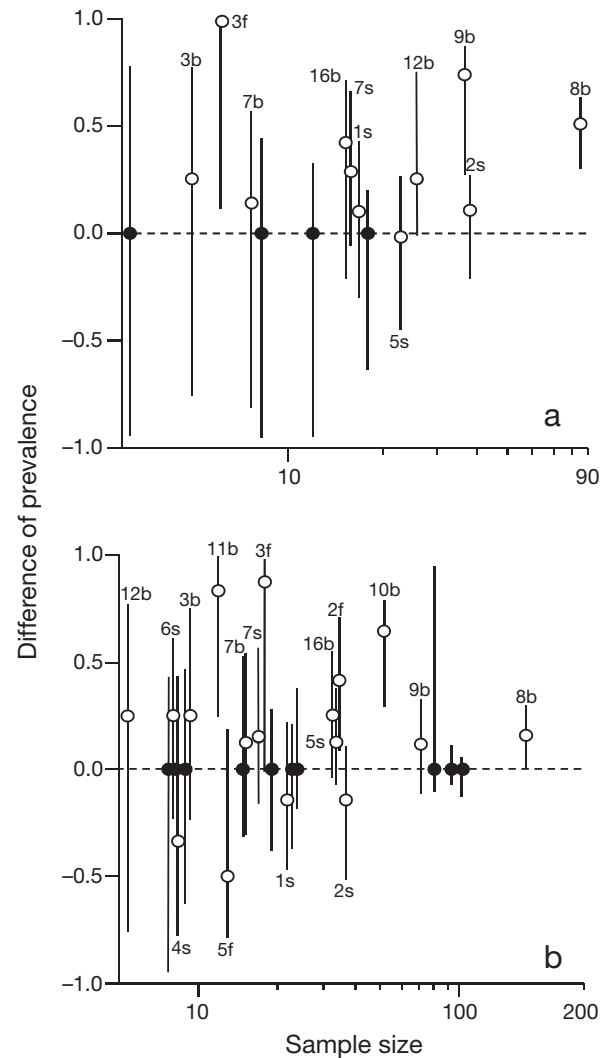 1.0
3f
9b
3b
12b
16b
7s
8b
7b
0.5
1s
2s
0.0
5s
−0.5
a
−1.0
10
90
Difference of prevalence
1.0
11b
3f
12b
3b
10b
6s
2f
7b
7s
16b
0.5
9b
8b
5s
0.0
1s
2s
−0.5
4s
5f
b
−1.0
10
100
200
Sample size